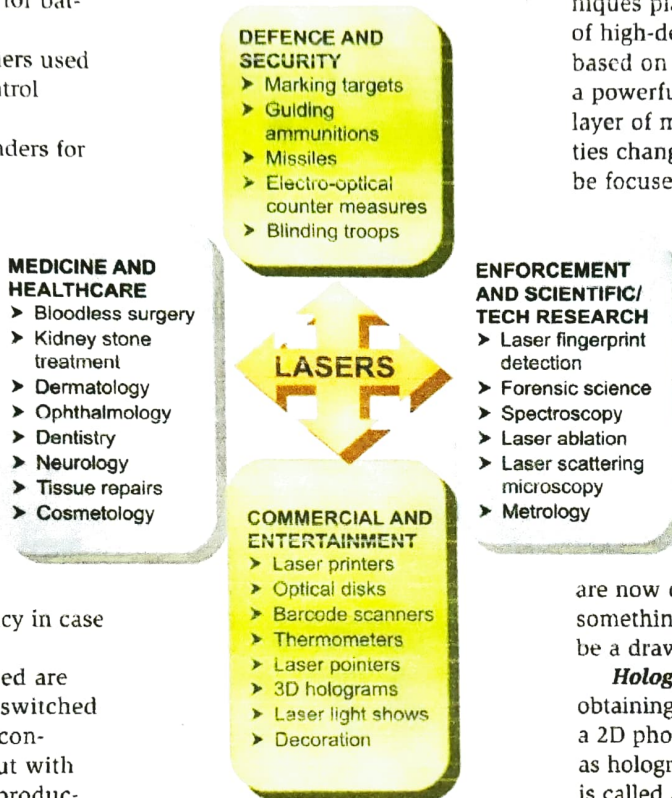 for bat-
ers used
trol
ders for
DEFENCE AND
SECURITY
➤ Marking targets
➤ Guiding
ammunitions
➤ Missiles
➤ Electro-optical
counter measures
➤ Blinding troops
niques pl
of high-de
based on
a powerfu
layer of m
ties chang
be focuse
MEDICINE AND
HEALTHCARE
➤ Bloodless surgery
➤ Kidney stone
treatment
➤ Dermatology
➤ Ophthalmology
➤ Dentistry
➤ Neurology
➤ Tissue repairs
➤ Cosmetology
LASERS
ENFORCEMENT
AND SCIENTIFIC/
TECH RESEARCH
➤ Laser fingerprint
detection
➤ Forensic science
➤ Spectroscopy
➤ Laser ablation
➤ Laser scattering
microscopy
➤ Metrology
COMMERCIAL AND
ENTERTAINMENT
➤ Laser printers
➤ Optical disks
➤ Barcode scanners
➤ Thermometers
➤ Laser pointers
➤ 3D holograms
➤ Laser light shows
➤ Decoration
cy in case
ed are
switched
con-
ut with
produc-
are now
somethin
be a draw
Holog
obtaining
a 2D pho
as hologr
is called